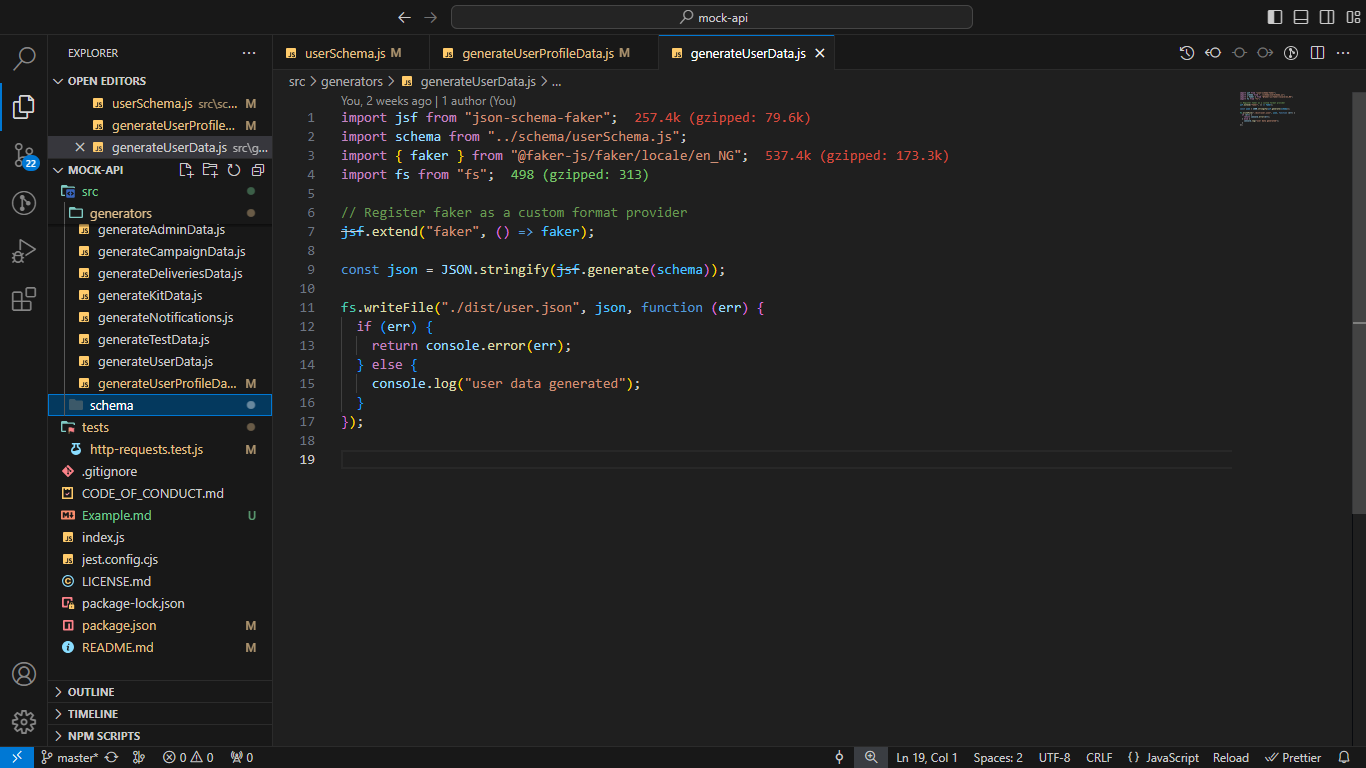 mock-api
EXPLORER
OPEN EDITORS
userSchema.js src\sc... M
generateUserProfile... M
generateUserData.js src\g...
MOCK-API
src
generators
generateAdminData.js
generateCampaignData.js
generateDeliveriesData.js
generateKitData.js
generateNotifications.js
generateTestData.js
generateUserData.js
generateUserProfileDa... M
schema
tests
http-requests.test.js M
.gitignore
CODE_OF_CONDUCT.md
Example.md U
index.js
jest.config.cjs
LICENSE.md
package-lock.json
package.json M
README.md M
OUTLINE
TIMELINE
NPM SCRIPTS
22
userSchema.js M
generateUserProfileData.js M
generateUserData.js
src > generators > generateUserData.js > ...
You, 2 weeks ago | 1 author (You)
1 import jsf from "json-schema-faker"; 257.4k (gzipped: 79.6k)
2 import schema from "../schema/userSchema.js";
3 import { faker } from "@faker-js/faker/locale/en_NG"; 537.4k (gzipped: 173.3k)
4 import fs from "fs"; 498 (gzipped: 313)
5
6 // Register faker as a custom format provider
7 jsf.extend("faker", () => faker);
8
9 const json = JSON.stringify(jsf.generate(schema));
10
11 fs.writeFile("./dist/user.json", json, function (err) {
12 if (err) {
13 return console.error(err);
14 } else {
15 console.log("user data generated");
16 }
17 });
18
19
master* 0 0 0
Ln 19, Col 1 Spaces: 2 UTF-8 CRLF {} JavaScript Reload Prettier